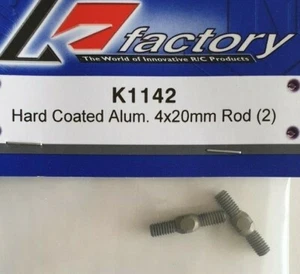 K factory
The World of Innovative R/C Products
K1142
Hard Coated Alum. 4x20mm Rod (2)